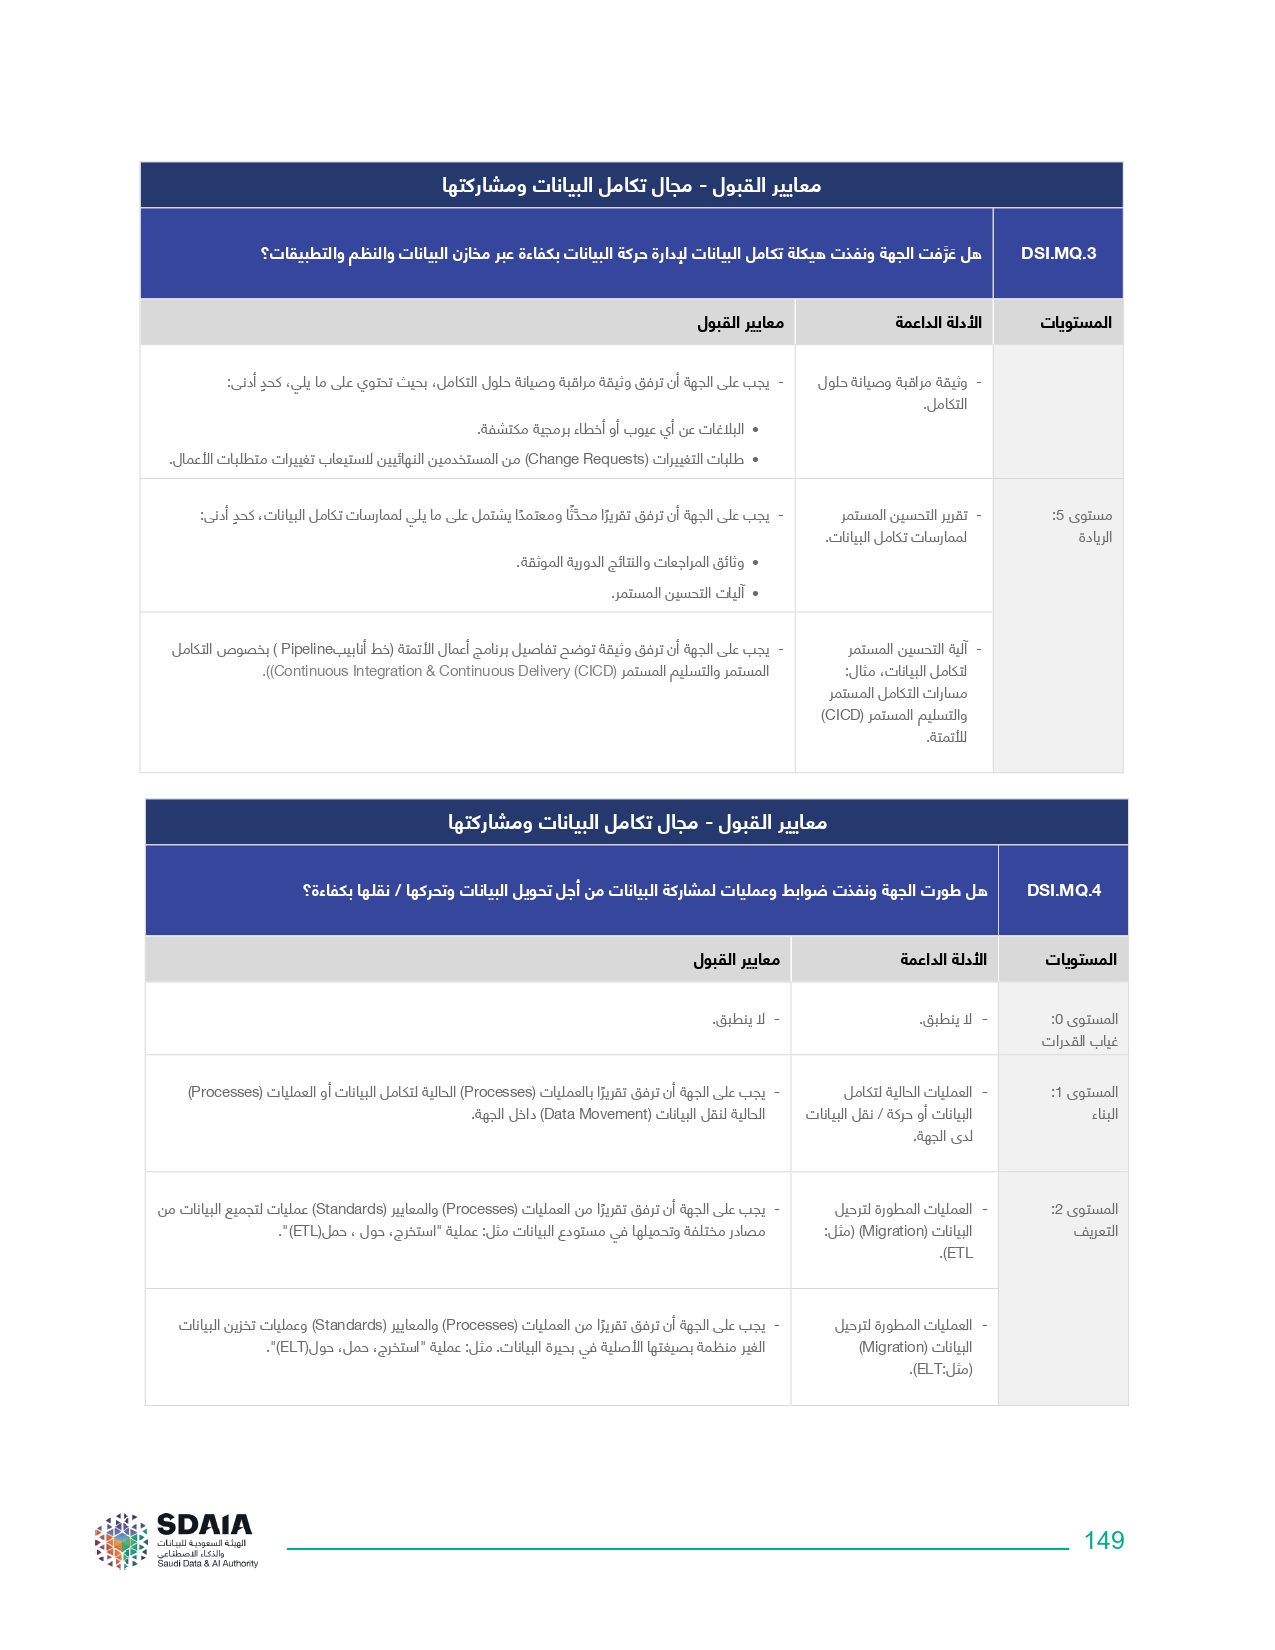 معايير القبول - مجال تكامل البيانات ومشاركتها
DSI.MQ.3
هل عَرَّفت الجهة ونفذت هيكلة تكامل البيانات لإدارة حركة البيانات بكفاءة عبر مخازن البيانات والنظم والتطبيقات؟
المستويات
الأدلة الداعمة
معايير القبول
- وثيقة مراقبة وصيانة حلول
التكامل.
- يجب على الجهة أن ترفق وثيقة مراقبة وصيانة حلول التكامل، بحيث تحتوي على ما يلي، كحدٍ أدنى:
• البلاغات عن أي عيوب أو أخطاء برمجية مكتشفة.
• طلبات التغييرات (Change Requests) من المستخدمين النهائيين لاستيعاب تغييرات متطلبات الأعمال.
مستوى 5:
الريادة
- تقرير التحسين المستمر
لممارسات تكامل البيانات.
- يجب على الجهة أن ترفق تقريرًا محدَّثًا ومعتمدًا يشتمل على ما يلي لممارسات تكامل البيانات، كحدٍ أدنى:
• وثائق المراجعات والنتائج الدورية الموثقة.
• آليات التحسين المستمر.
- آلية التحسين المستمر
لتكامل البيانات، مثال:
مسارات التكامل المستمر
والتسليم المستمر (CICD)
للأتمتة.
- يجب على الجهة أن ترفق وثيقة توضح تفاصيل برنامج أعمال الأتمتة (خط أنابيبPipeline ) بخصوص التكامل
المستمر والتسليم المستمر (Continuous Integration & Continuous Delivery (CICD)).
معايير القبول - مجال تكامل البيانات ومشاركتها
DSI.MQ.4
هل طورت الجهة ونفذت ضوابط وعمليات لمشاركة البيانات من أجل تحويل البيانات وتحركها / نقلها بكفاءة؟
المستويات
الأدلة الداعمة
معايير القبول
المستوى 0:
غياب القدرات
- لا ينطبق.
- لا ينطبق.
المستوى 1:
البناء
- العمليات الحالية لتكامل
البيانات أو حركة / نقل البيانات
لدى الجهة.
- يجب على الجهة أن ترفق تقريرًا بالعمليات (Processes) الحالية لتكامل البيانات أو العمليات (Processes)
الحالية لنقل البيانات (Data Movement) داخل الجهة.
المستوى 2:
التعريف
- العمليات المطورة لترحيل
البيانات (Migration) (مثل:
ETL).
- يجب على الجهة أن ترفق تقريرًا من العمليات (Processes) والمعايير (Standards) عمليات لتجميع البيانات من
مصادر مختلفة وتحميلها في مستودع البيانات مثل: عملية "استخرج، حول ، حمل(ETL)".
- العمليات المطورة لترحيل
البيانات (Migration)
(مثل:ELT).
- يجب على الجهة أن ترفق تقريرًا من العمليات (Processes) والمعايير (Standards) وعمليات تخزين البيانات
الغير منظمة بصيغتها الأصلية في بحيرة البيانات. مثل: عملية "استخرج، حمل، حول(ELT)".
SDAIA
الهيئة السعودية للبيانات
والذكاء الاصطناعي
Saudi Data & AI Authority
149